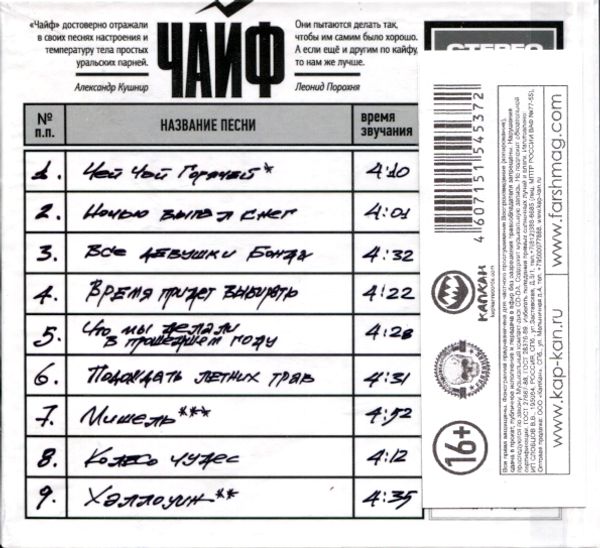 «Чайф» достоверно отражали
в своих песнях настроения и
температуру тела простых
уральских парней.
Александр Кушнир
ЧАЙФ
Они пытаются делать так,
чтобы им самим было хорошо.
А если ещё и другим по кайфу,
то нам же лучше.
Леонид Порохня
СТЕРЕО
№ п.п.
НАЗВАНИЕ ПЕСНИ
время звучания
1. Чей Чай Горячей* 4:10
2. Ночью выпал снег 4:01
3. Все девушки Бонда 4:32
4. Время придет выбирать 4:22
5. Что мы делали в прошедшем году 4:28
6. Подождать летних трав 4:31
7. Мишель*** 4:52
8. Колесо чудес 4:12
9. Хэллоуин** 4:35
4607151545372
КАПКАН
16+
www.farshmag.com
www.kap-kan.ru